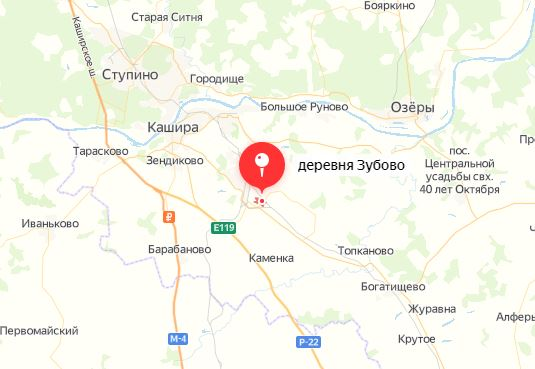 Бояркино
Старая Ситня
Каширское ш.
Ступино
Городище
Большое Руново
Озёры
Кашира
Тарасково
Зендиково
деревня Зубово
пос.
Центральной
усадьбы свх.
40 лет Октября
Пр
Иваньково
₽
E119
Ч
Барабаново
Каменка
Топканово
Богатищево
Журавна
Алферь
Первомайский
М-4
Р-22
Крутое